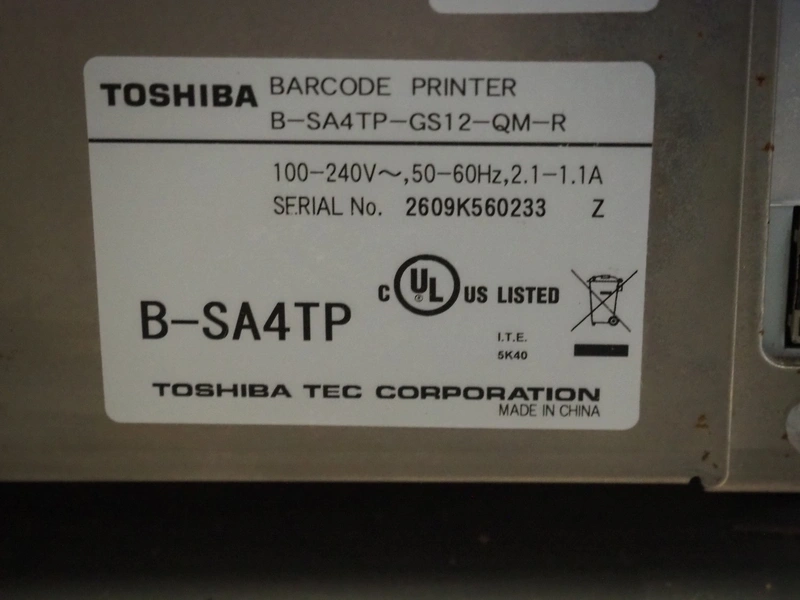 TOSHIBA BARCODE PRINTER
B-SA4TP-GS12-QM-R
100-240V~,50-60Hz,2.1-1.1A
SERIAL No. 2609K560233 Z
C UL US LISTED
B-SA4TP
I.T.E.
5K40
TOSHIBA TEC CORPORATION
MADE IN CHINA